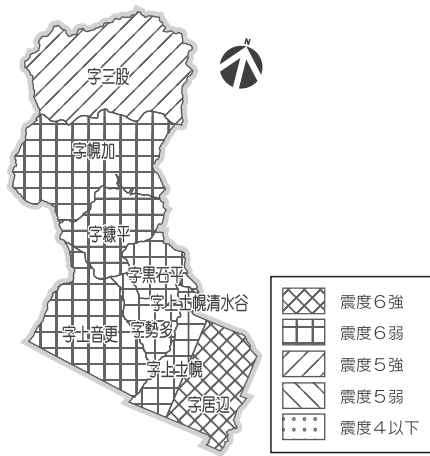 N
字三股
字幌加
字糠平
字黒石平
字上士幌清水谷
字上音更
字勢多
字上士幌
字居辺
震度6強
震度6弱
震度5強
震度5弱
震度4以下